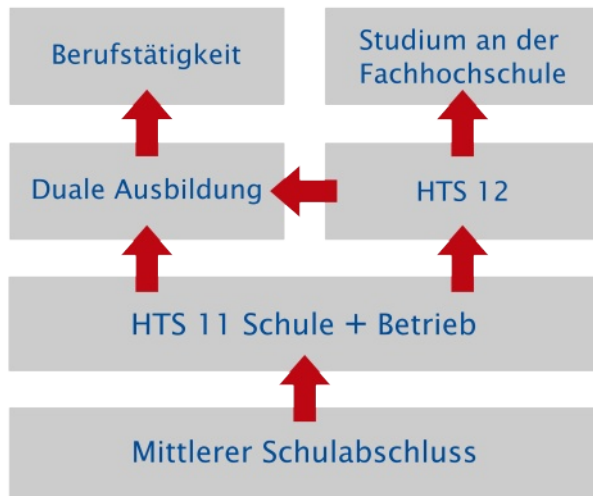 Berufstätigkeit
Studium an der
Fachhochschule
Duale Ausbildung
HTS 12
HTS 11 Schule + Betrieb
Mittlerer Schulabschluss